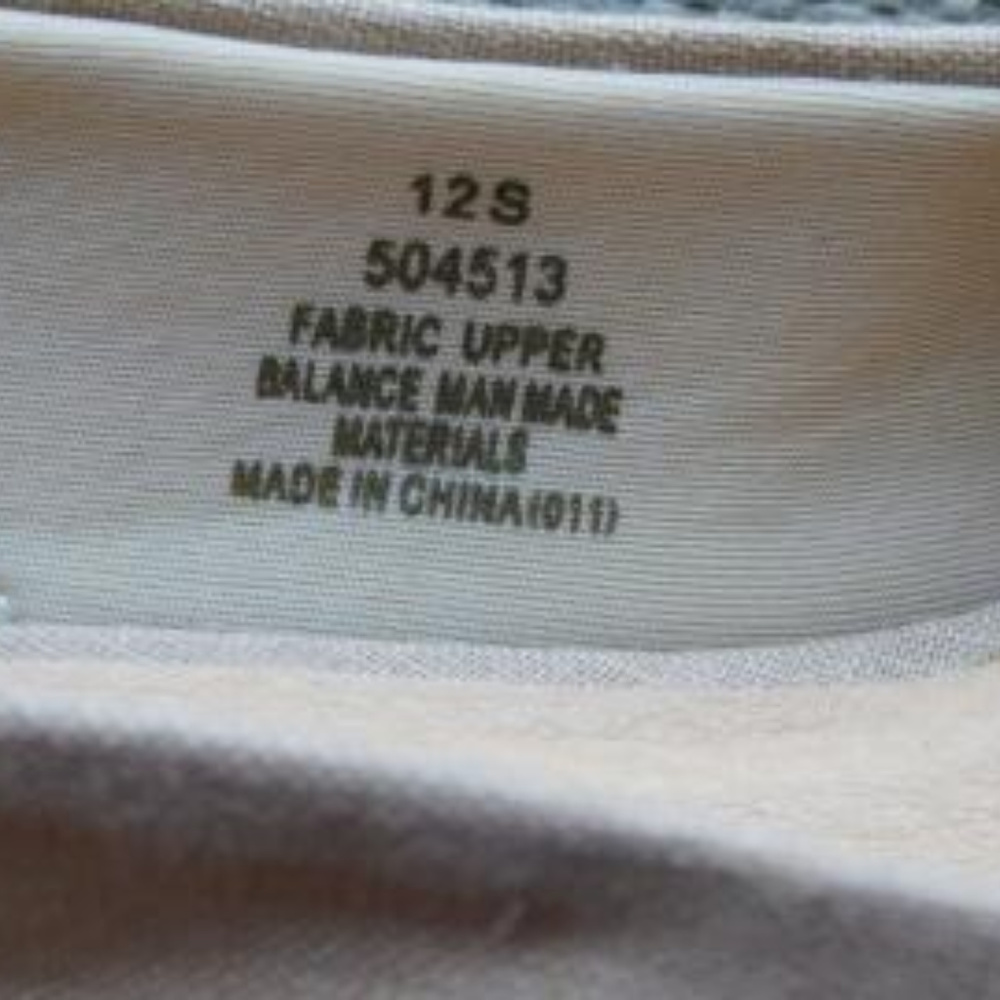 12S
504513
FABRIC UPPER
BALANCE MAN MADE
MATERIALS
MADE IN CHINA(011)